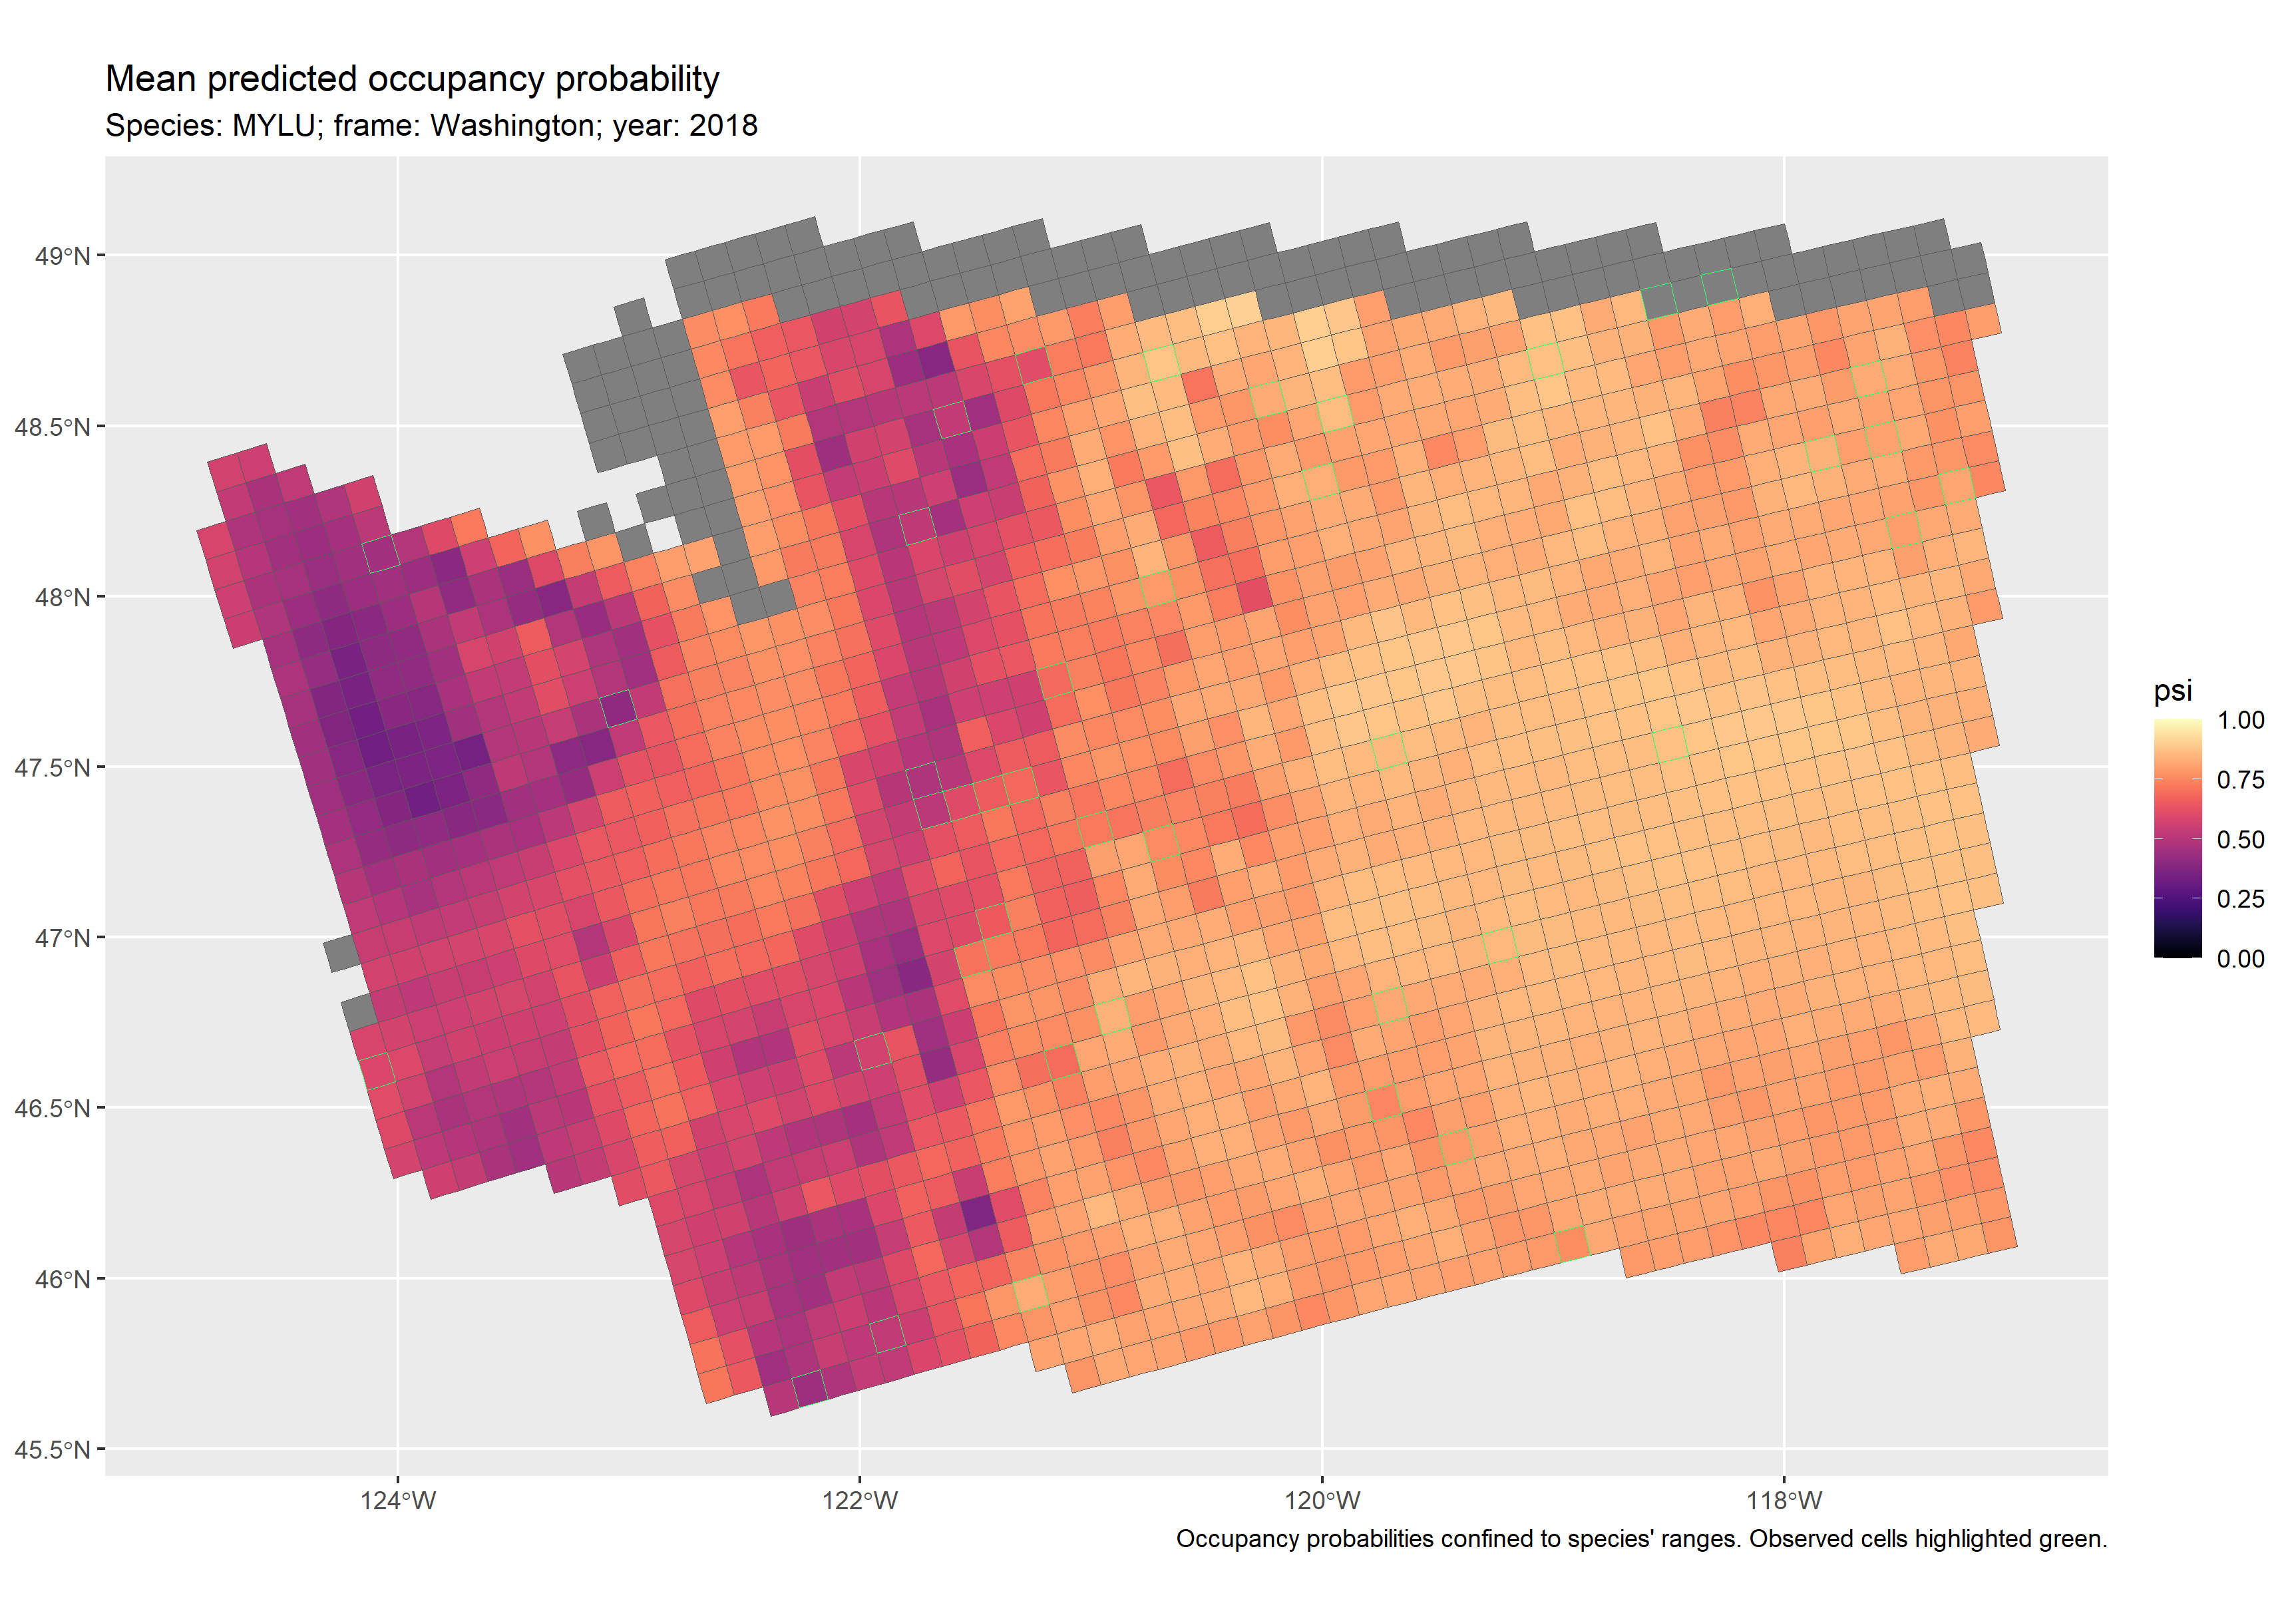 Mean predicted occupancy probability
Species: MYLU; frame: Washington; year: 2018
49°N
48.5°N
48°N
47.5°N
47°N
46.5°N
46°N
45.5°N
124°W
122°W
120°W
118°W
psi
1.00
0.75
0.50
0.25
0.00
Occupancy probabilities confined to species' ranges. Observed cells highlighted green.